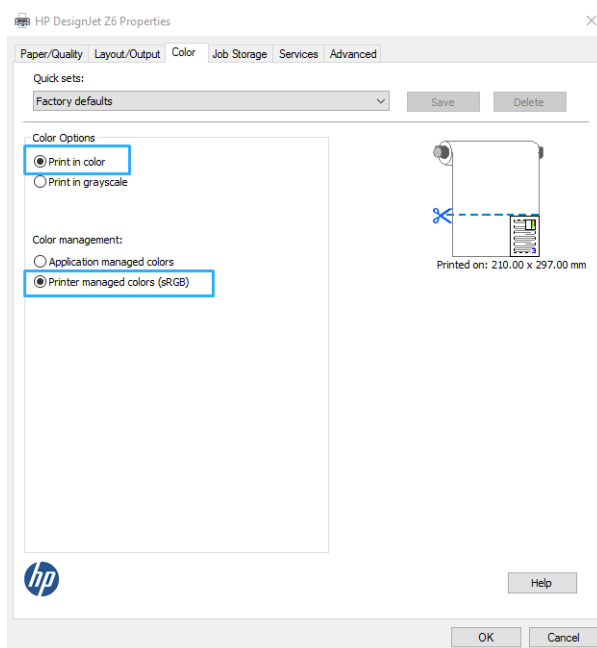 HP DesignJet Z6 Properties
Paper/Quality Layout/Output Color Job Storage Services Advanced
Quick sets:
Factory defaults
Save Delete
Color Options
Print in color
Print in grayscale
Color management:
Application managed colors
Printer managed colors (sRGB)
Printed on: 210.00 x 297.00 mm
hp
Help
OK Cancel